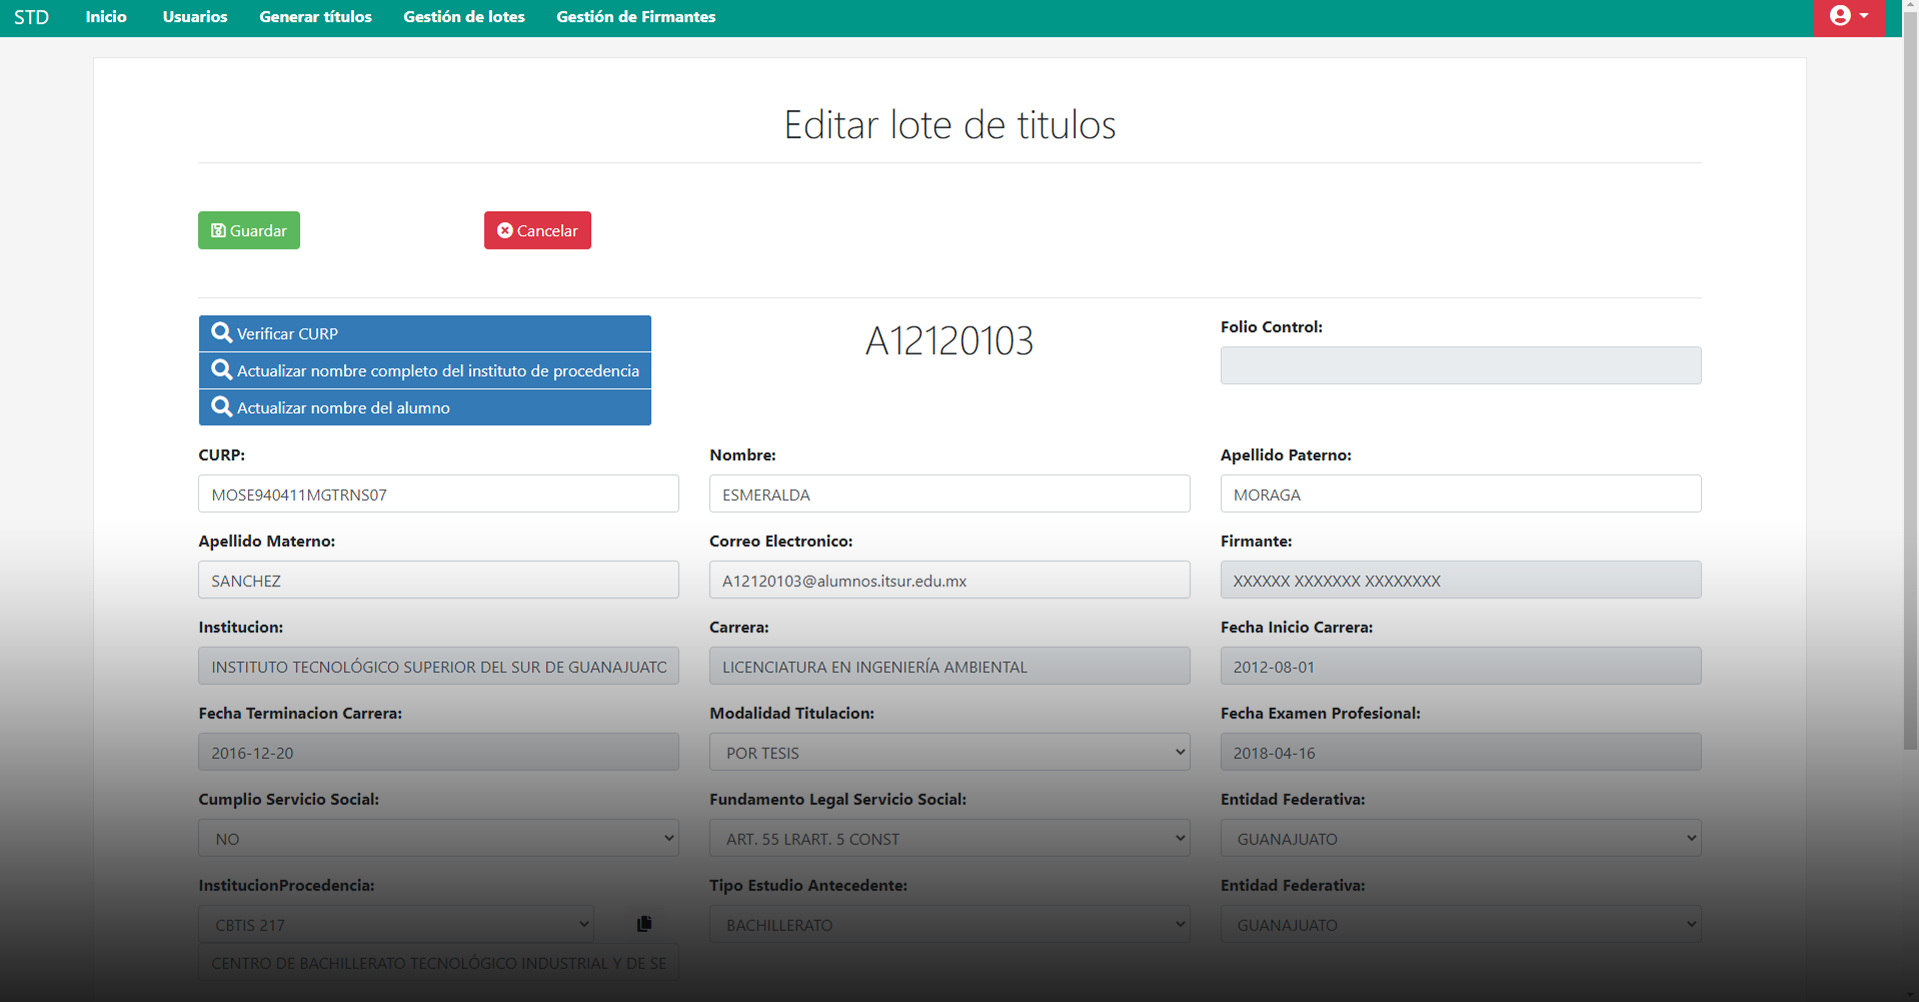 STD Inicio Usuarios Generar títulos Gestión de lotes Gestión de Firmantes
Editar lote de titulos
Guardar Cancelar
Verificar CURP
Actualizar nombre completo del instituto de procedencia
Actualizar nombre del alumno
A12120103
Folio Control:
CURP: Nombre: Apellido Paterno:
MOSE940411MGTRNS07 ESMERALDA MORAGA
Apellido Materno: Correo Electronico: Firmante:
SANCHEZ A12120103@alumnos.itsur.edu.mx XXXXXX XXXXXXX XXXXXXXX
Institucion: Carrera: Fecha Inicio Carrera:
INSTITUTO TECNOLÓGICO SUPERIOR DEL SUR DE GUANAJUATO LICENCIATURA EN INGENIERÍA AMBIENTAL 2012-08-01
Fecha Terminacion Carrera: Modalidad Titulacion: Fecha Examen Profesional:
2016-12-20 POR TESIS 2018-04-16
Cumplio Servicio Social: Fundamento Legal Servicio Social: Entidad Federativa:
NO ART. 55 LRART. 5 CONST GUANAJUATO
InstitucionProcedencia: Tipo Estudio Antecedente: Entidad Federativa:
CBTIS 217 BACHILLERATO GUANAJUATO
CENTRO DE BACHILLERATO TECNOLÓGICO INDUSTRIAL Y DE SE